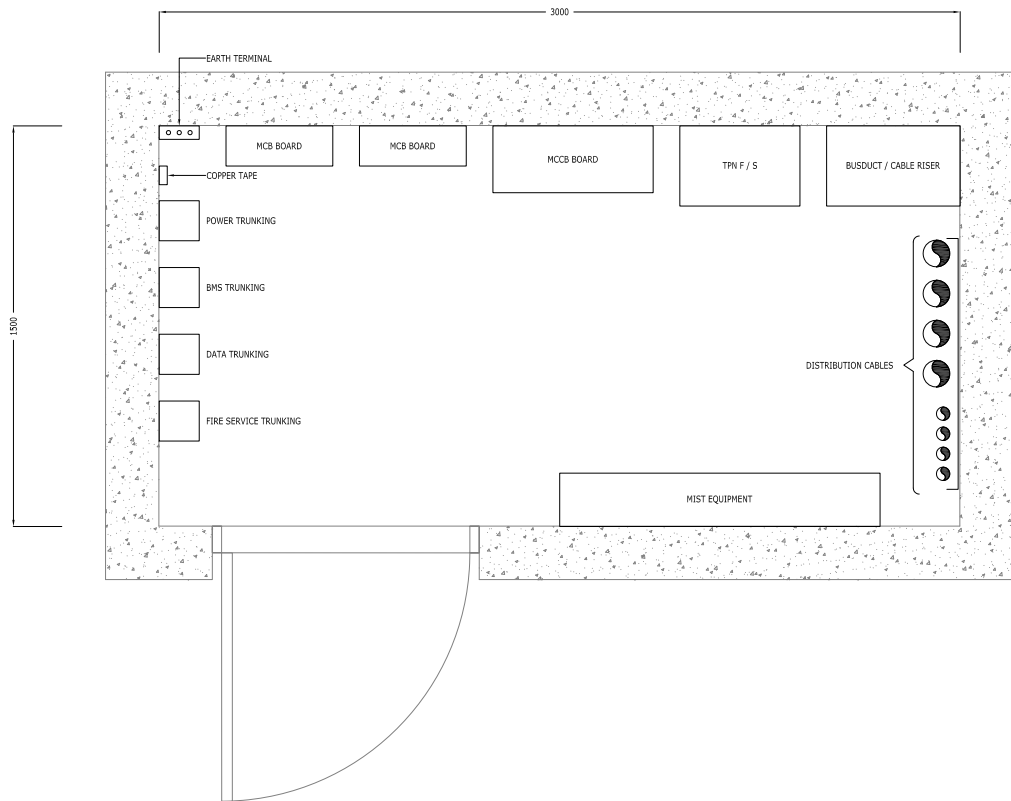 3000
EARTH TERMINAL
MCB BOARD
MCB BOARD
MCCB BOARD
TPN F / S
BUSDUCT / CABLE RISER
COPPER TAPE
POWER TRUNKING
BMS TRUNKING
1500
DATA TRUNKING
DISTRIBUTION CABLES
FIRE SERVICE TRUNKING
MIST EQUIPMENT